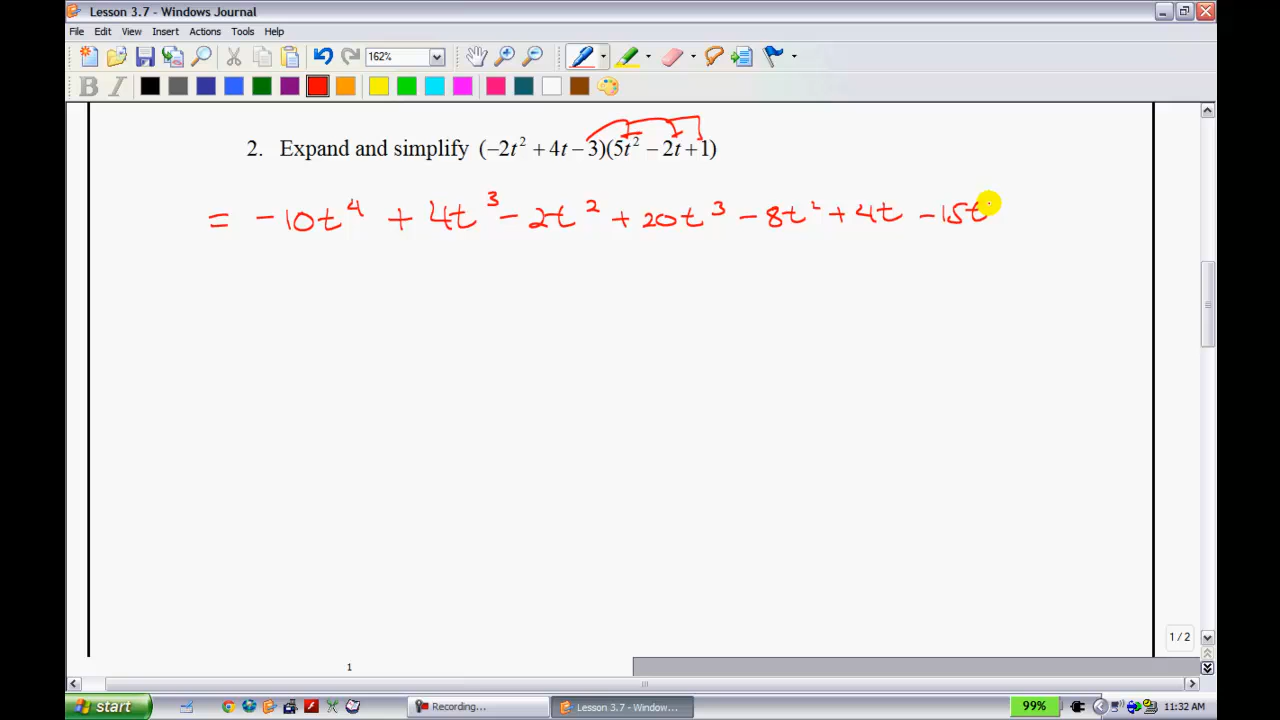 Lesson 3.7 - Windows Journal
File Edit View Insert Actions Tools Help
162%
B I
2. Expand and simplify (−2t² + 4t − 3)(5t² − 2t + 1)
= -10t⁴ + 4t³ - 2t² + 20t³ - 8t² + 4t - 15t
1 / 2
1
start Recording... Lesson 3.7 - Window... 99% 11:32 AM